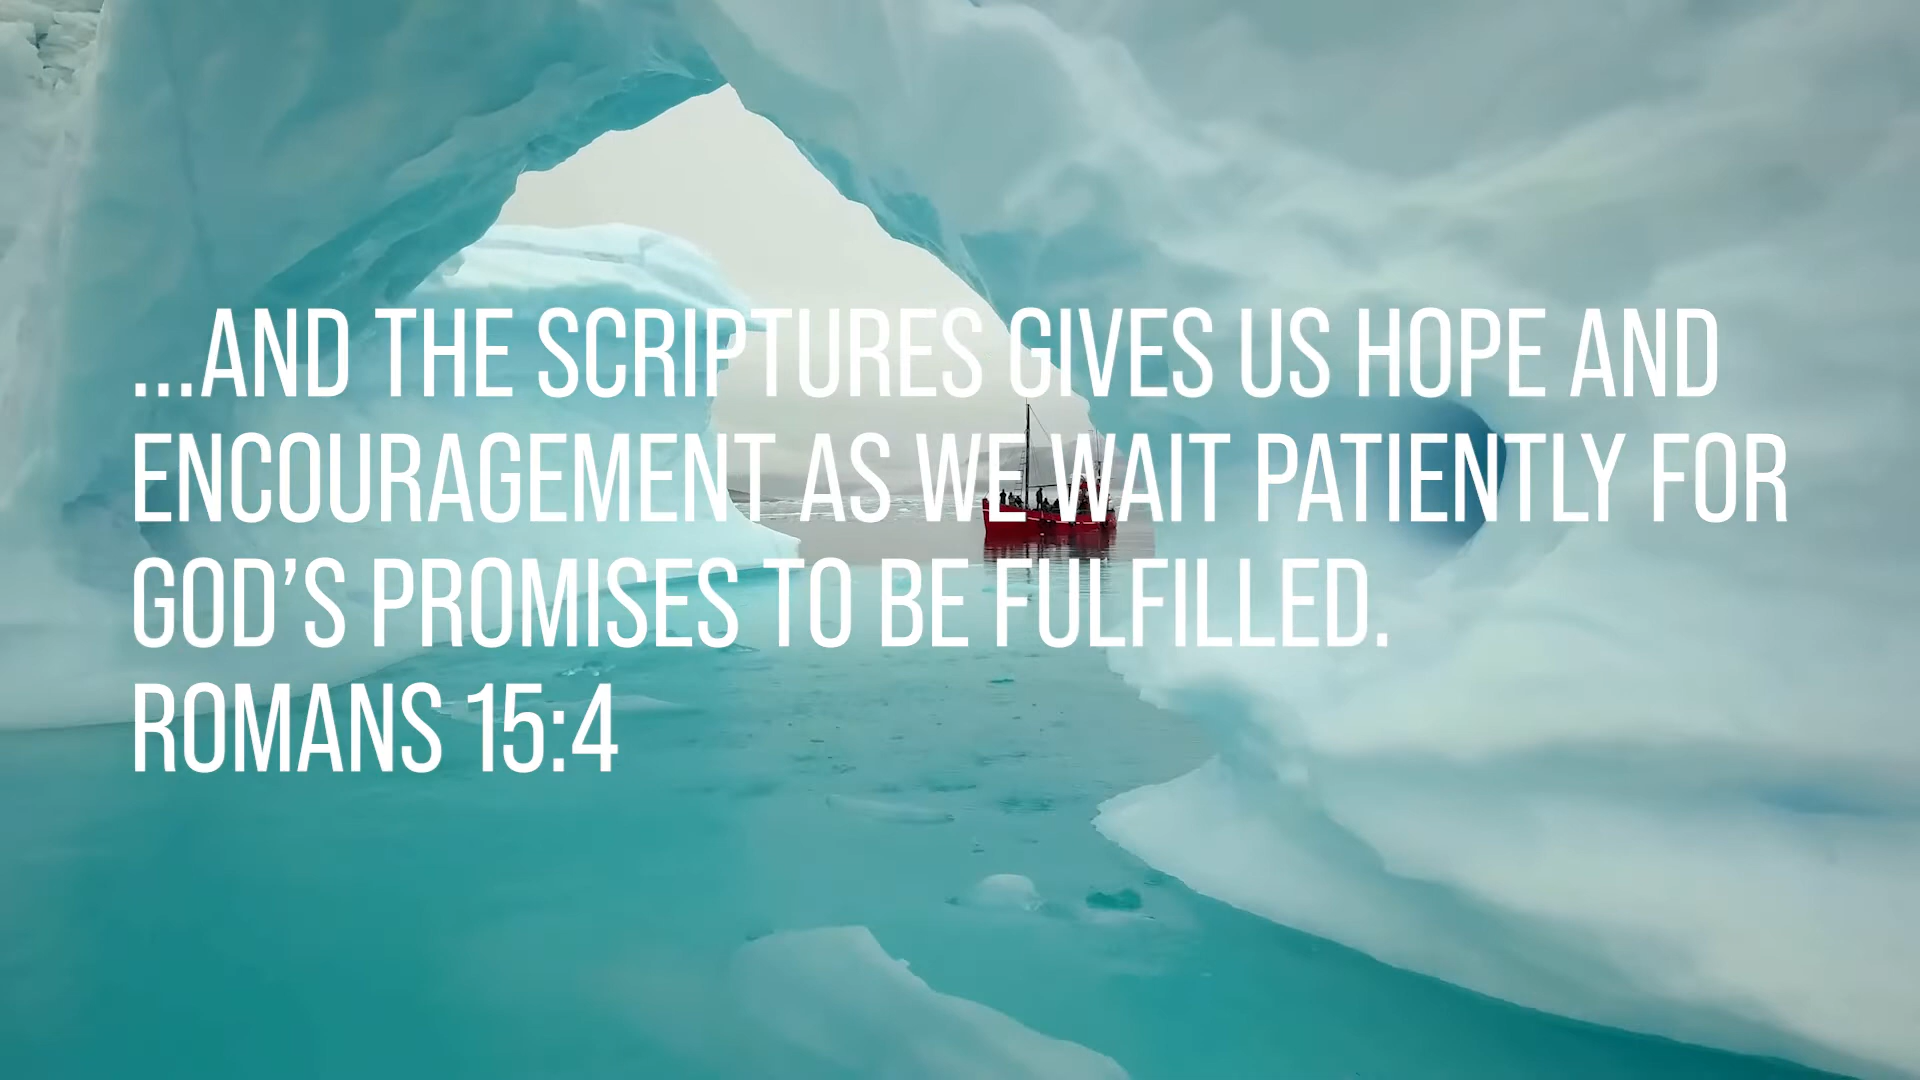 ...AND THE SCRIPTURES GIVES US HOPE AND
ENCOURAGEMENT AS WE WAIT PATIENTLY FOR
GOD’S PROMISES TO BE FULFILLED.
ROMANS 15:4